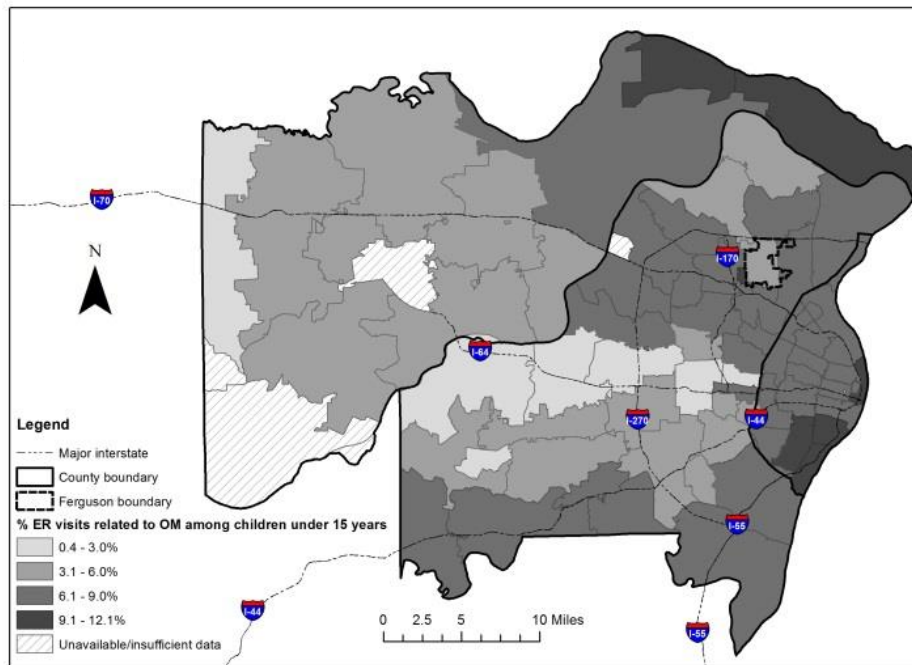 I-70
N
I-170
I-64
I-270
I-44
Legend
Major interstate
County boundary
Ferguson boundary
% ER visits related to OM among children under 15 years
0.4 - 3.0%
3.1 - 6.0%
6.1 - 9.0%
9.1 - 12.1%
Unavailable/insufficient data
I-55
I-44
0 2.5 5 10 Miles
I-55